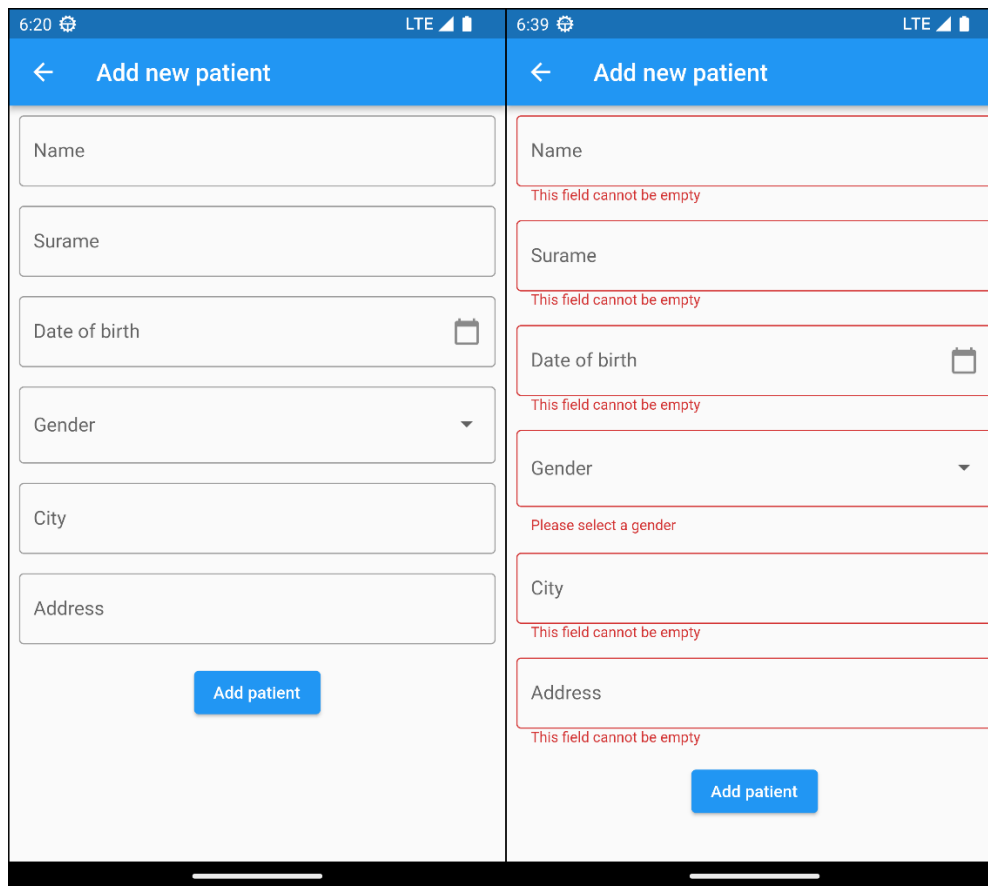 6:20 LTE
Add new patient
Name
Surame
Date of birth
Gender
City
Address
Add patient
6:39 LTE
Add new patient
Name
This field cannot be empty
Surame
This field cannot be empty
Date of birth
This field cannot be empty
Gender
Please select a gender
City
This field cannot be empty
Address
This field cannot be empty
Add patient